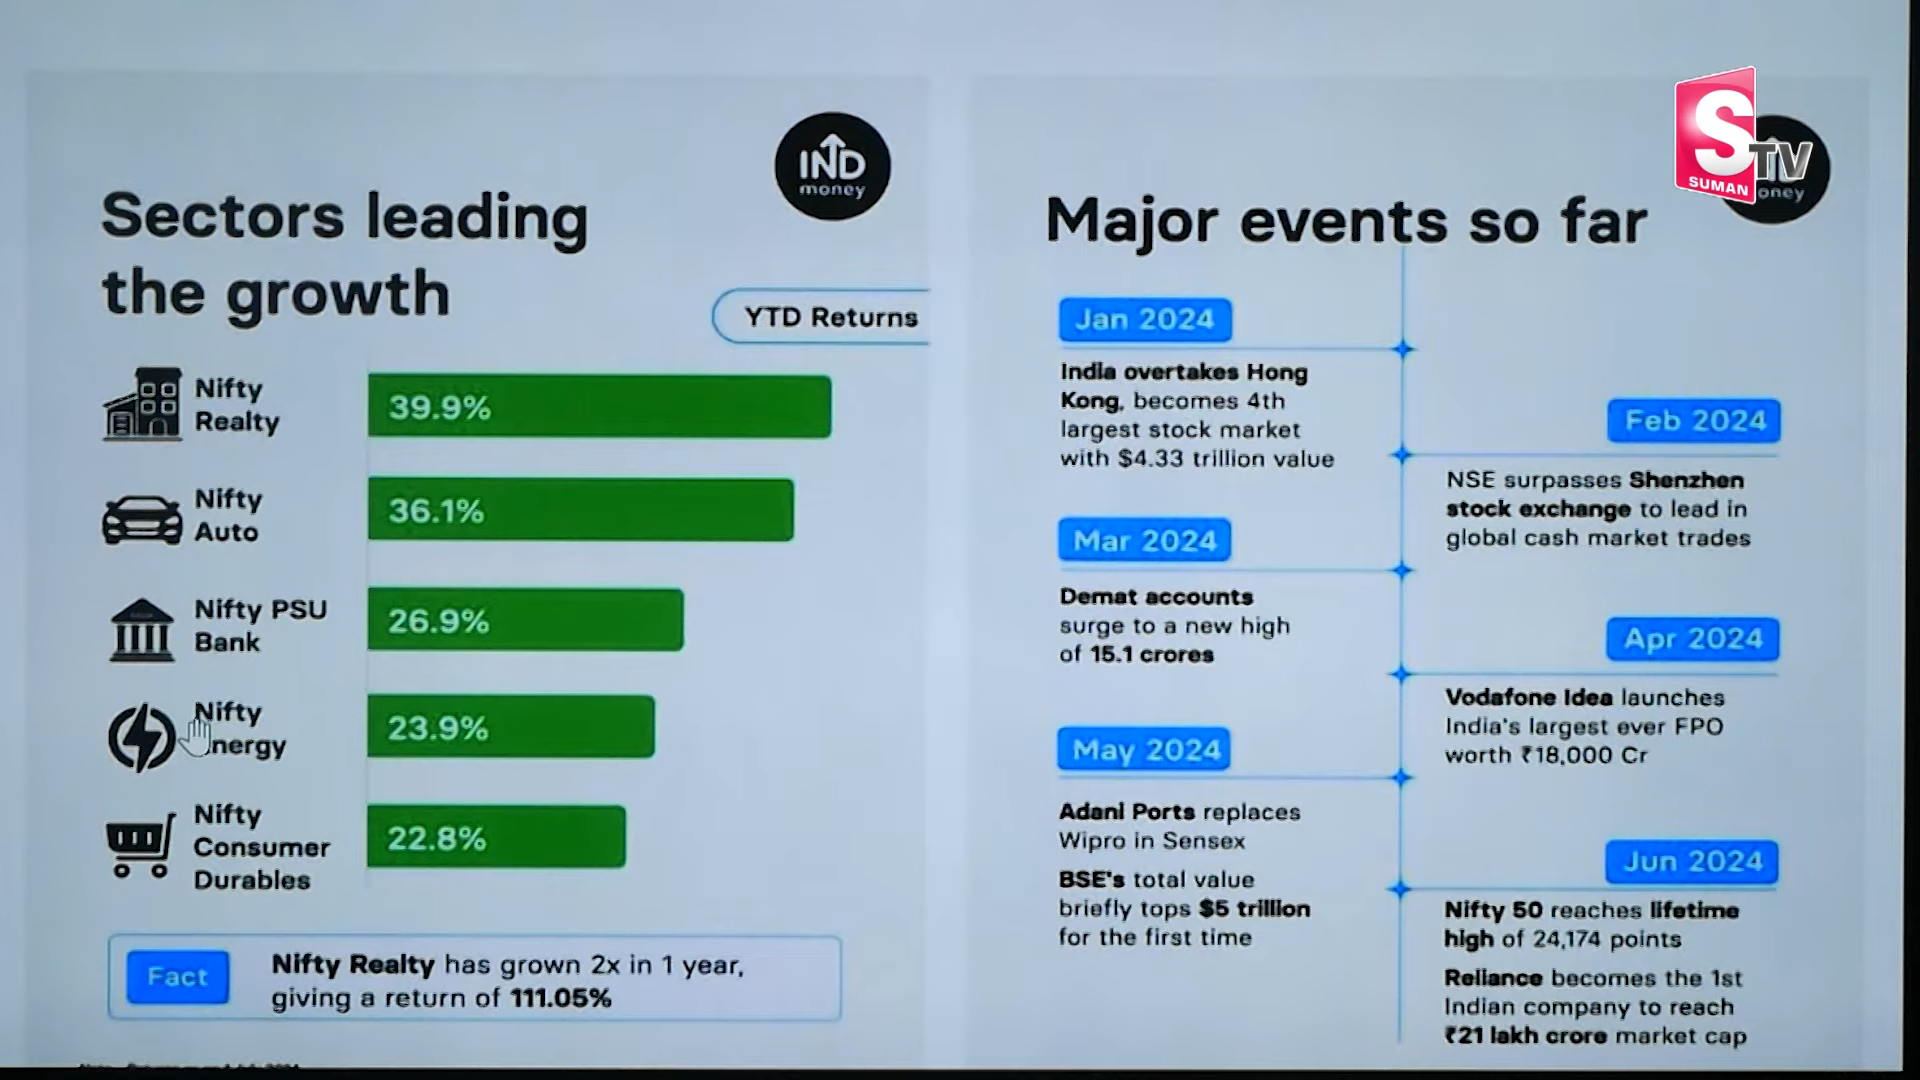 IND
money
Sectors leading
the growth
YTD Returns
Nifty
Realty
39.9%
Nifty
Auto
36.1%
Nifty PSU
Bank
26.9%
Nifty
23.9%
Nifty
Consumer
Durables
22.8%
Fact
Nifty Realty has grown 2x in 1 year,
giving a return of 111.05%
S TV
SUMAN
Major events so far
Jan 2024
India overtakes Hong
Kong, becomes 4th
largest stock market
with $4.33 trillion value
Feb 2024
NSE surpasses Shenzhen
stock exchange to lead in
global cash market trades
Mar 2024
Demat accounts
surge to a new high
of 15.1 crores
Apr 2024
Vodafone Idea launches
India's largest ever FPO
worth ₹18,000 Cr
May 2024
Adani Ports replaces
Wipro in Sensex
BSE's total value
briefly tops $5 trillion
for the first time
Jun 2024
Nifty 50 reaches lifetime
high of 24,174 points
Reliance becomes the 1st
Indian company to reach
₹21 lakh crore market cap